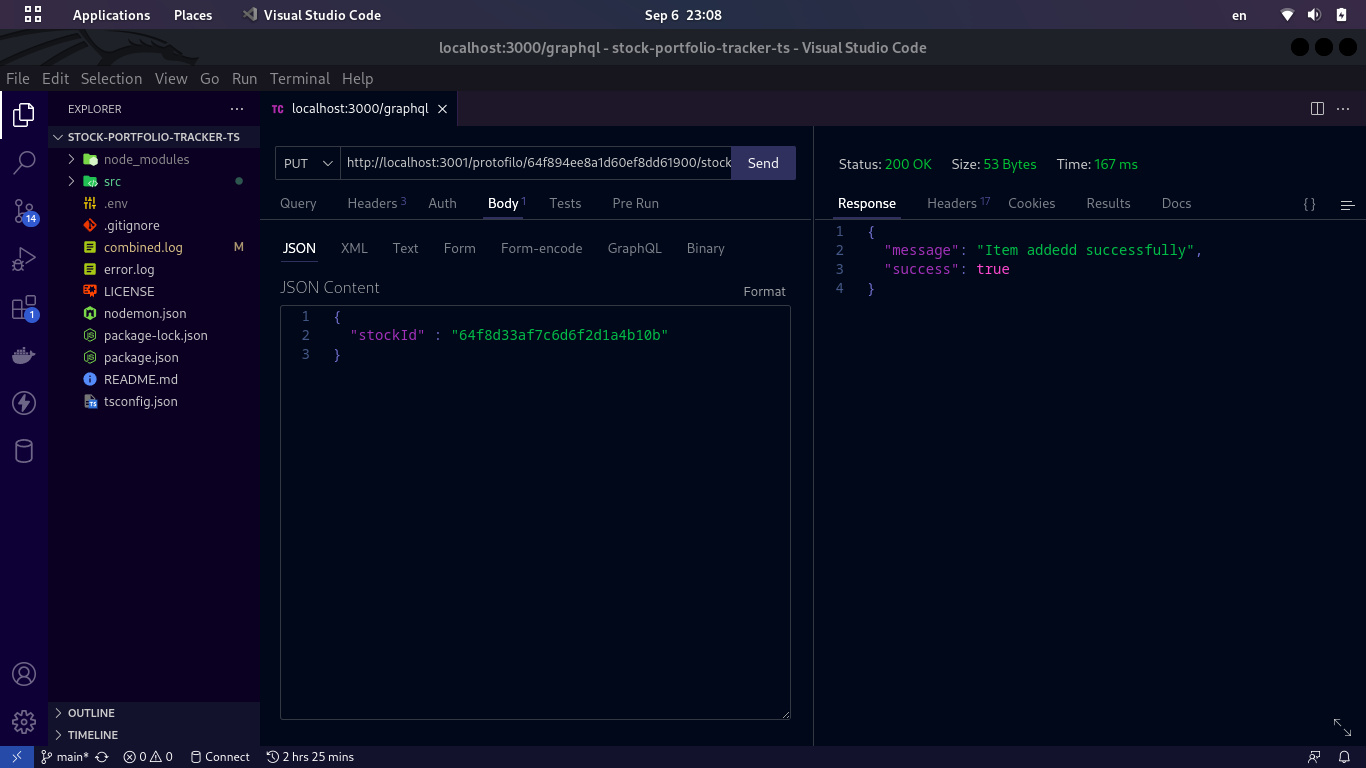 Applications Places Visual Studio Code Sep 6 23:08 en
localhost:3000/graphql - stock-portfolio-tracker-ts - Visual Studio Code
File Edit Selection View Go Run Terminal Help
EXPLORER
STOCK-PORTFOLIO-TRACKER-TS
node_modules
src
.env
.gitignore
combined.log M
error.log
LICENSE
nodemon.json
package-lock.json
package.json
README.md
tsconfig.json
OUTLINE
TIMELINE
14
1
TC localhost:3000/graphql
PUT http://localhost:3001/protofilo/64f894ee8a1d60ef8dd61900/stock Send
Query Headers 3 Auth Body 1 Tests Pre Run
JSON XML Text Form Form-encode GraphQL Binary
JSON Content
Format
1 {
2 "stockId" : "64f8d33af7c6d6f2d1a4b10b"
3 }
Status: 200 OK Size: 53 Bytes Time: 167 ms
Response Headers 17 Cookies Results Docs { }
1 {
2 "message": "Item addedd successfully",
3 "success": true
4 }
main* 0 0 Connect 2 hrs 25 mins